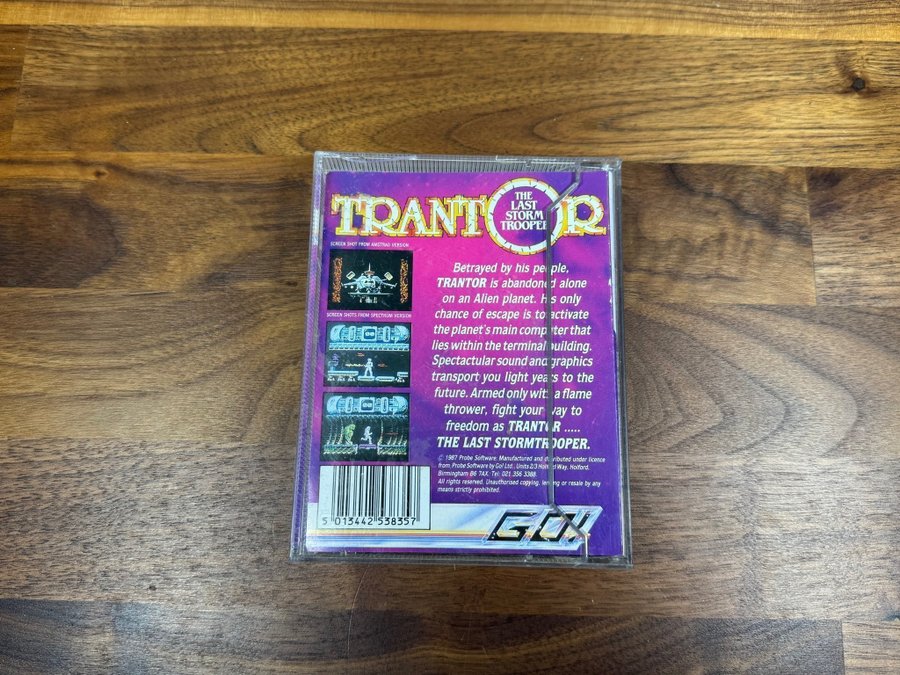 TRANTOR
THE
LAST
STORM
TROOPER
SCREEN SHOT FROM AMSTRAD VERSION
SCREEN SHOTS FROM SPECTRUM VERSION
Betrayed by his people,
TRANTOR is abandoned alone
on an Alien planet. His only
chance of escape is to activate
the planet's main computer that
lies within the terminal building.
Spectacular sound and graphics
transport you light years to the
future. Armed only with a flame
thrower, fight your way to
freedom as TRANTOR .....
THE LAST STORMTROOPER.
© 1987 Probe Software. Manufactured and distributed under licence
from Probe Software by Go! Ltd., Units 2/3 Holford Way, Holford,
Birmingham B6 7AX. Tel: 021 356 3388.
All rights reserved. Unauthorised copying, lending or resale by any
means strictly prohibited.
5 013442 538357
GO!